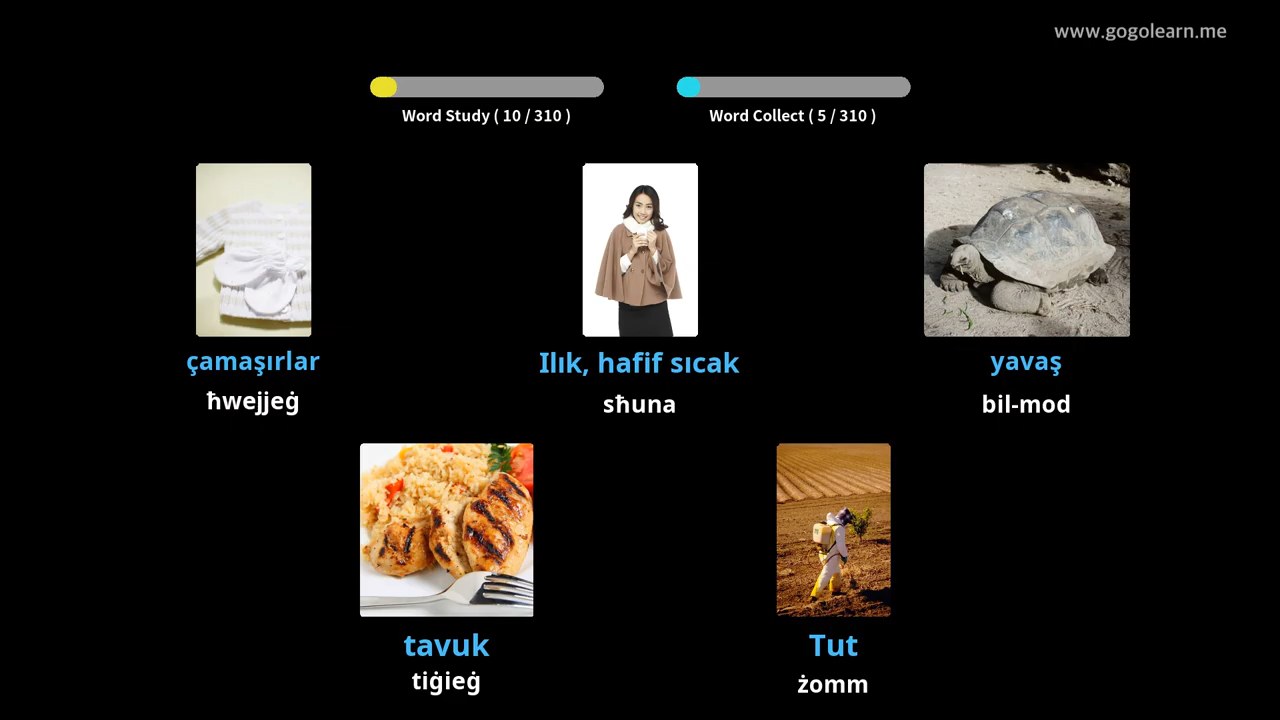 www.gogolearn.me
Word Study ( 10 / 310 )
Word Collect ( 5 / 310 )
çamaşırlar
ħwejjeġ
Ilık, hafif sıcak
sħuna
yavaş
bil-mod
tavuk
tiġieġ
Tut
żomm